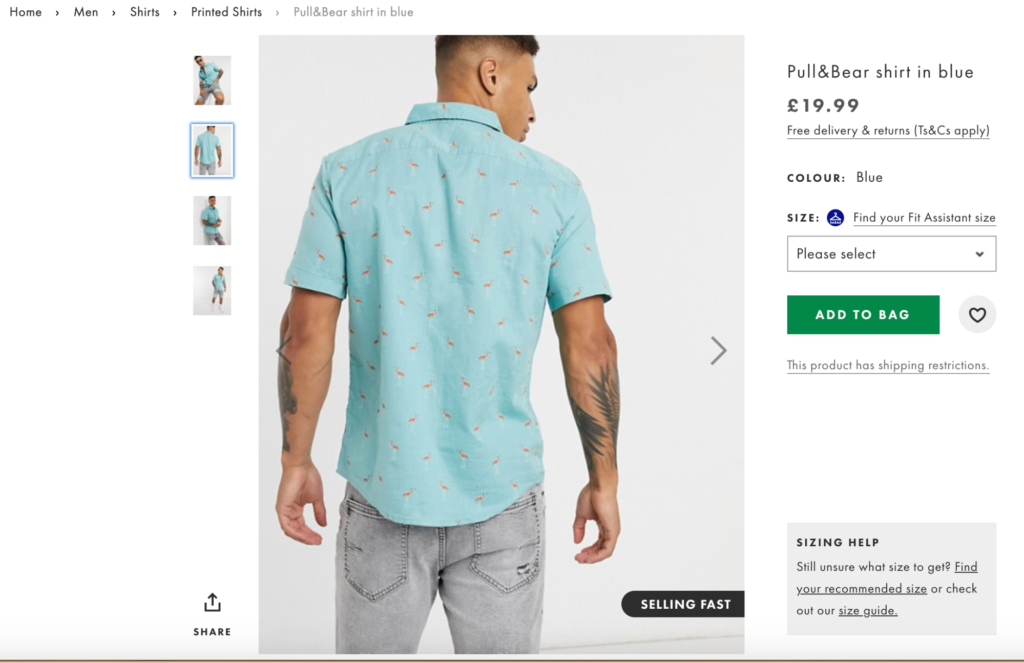 Home › Men › Shirts › Printed Shirts › Pull&Bear shirt in blue
Pull&Bear shirt in blue
£19.99
Free delivery & returns (Ts&Cs apply)
COLOUR: Blue
SIZE: Find your Fit Assistant size
Please select
ADD TO BAG
This product has shipping restrictions.
SIZING HELP
Still unsure what size to get? Find
your recommended size or check
out our size guide.
SELLING FAST
SHARE